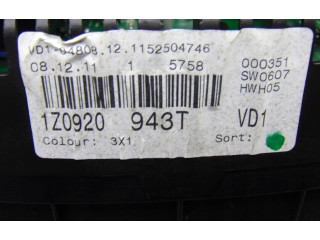 VD1-04808.12.1152504746
08.12.11 1 5758
000351
SW0607
HWH05
1Z0920 943T VD1
Colour: 3X1 Sort: